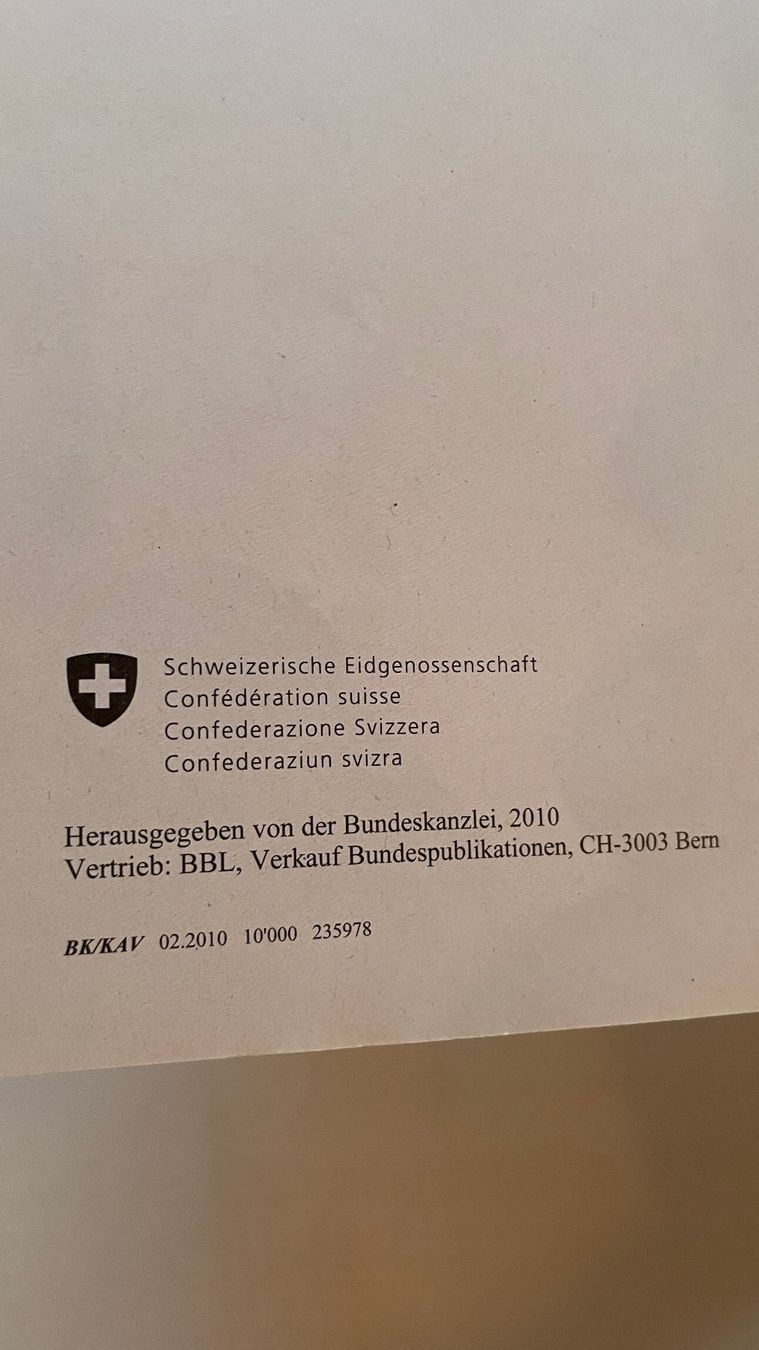 Schweizerische Eidgenossenschaft
Confédération suisse
Confederazione Svizzera
Confederaziun svizra
Herausgegeben von der Bundeskanzlei, 2010
Vertrieb: BBL, Verkauf Bundespublikationen, CH-3003 Bern
BK/KAV 02.2010 10'000 235978